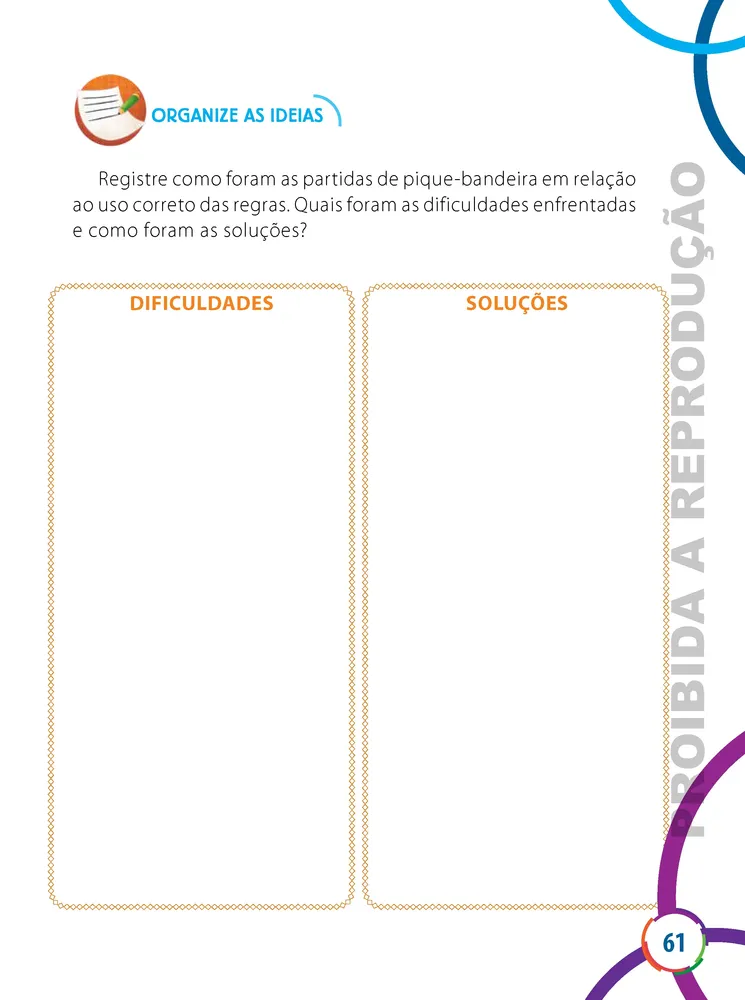 ORGANIZE AS IDEIAS
Registre como foram as partidas de pique-bandeira em relação
ao uso correto das regras. Quais foram as dificuldades enfrentadas
e como foram as soluções?
DIFICULDADES
SOLUÇÕES
PROIBIDA A REPRODUÇÃO
61